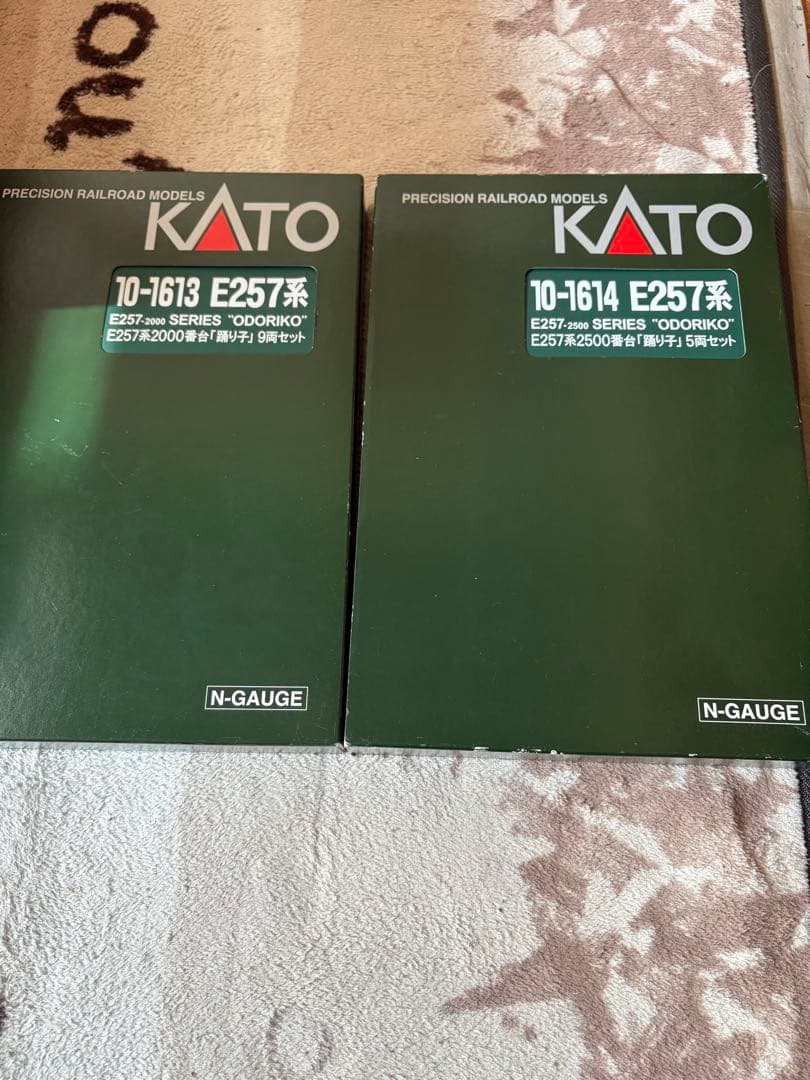 no
PRECISION RAILROAD MODELS
KATO
10-1613 E257系
E257-2000 SERIES "ODORIKO"
E257系2000番台「踊り子」9両セット
N-GAUGE
PRECISION RAILROAD MODELS
KATO
10-1614 E257系
E257-2500 SERIES "ODORIKO"
E257系2500番台「踊り子」5両セット
N-GAUGE